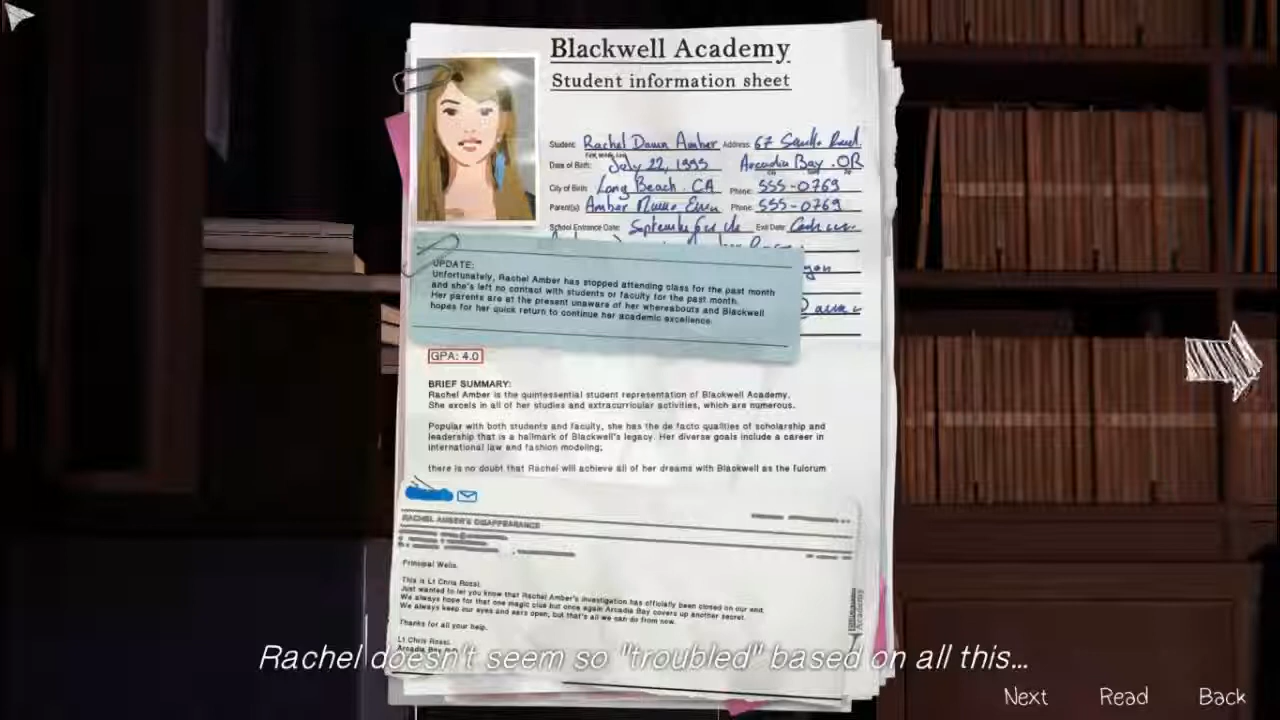 Blackwell Academy
Student information sheet
Student: Rachel Dawn Amber Address: 67
Date of Birth: July 22, 1995 Arcadia Bay. OR
City of Birth: Long Beach. CA Phone: 555-0769
Parent(s): Amber Phone: 555-0769
School Entrance Date: Exit Date:
UPDATE:
Unfortunately, Rachel Amber has stopped attending class for the past month
and she's left no contact with students or faculty for the past month.
Her parents are at the present unaware of her whereabouts and Blackwell
hopes for her quick return to continue her academic excellence.
GPA: 4.0
BRIEF SUMMARY:
Rachel Amber is the quintessential student representation of Blackwell Academy.
She excels in all of her studies and extracurricular activities, which are numerous.
Popular with both students and faculty, she has the de facto qualities of scholarship and
leadership that is a hallmark of Blackwell's legacy. Her diverse goals include a career in
international law and fashion modeling;
there is no doubt that Rachel will achieve all of her dreams with Blackwell as the fulcrum
RACHEL AMBER'S DISAPPEARANCE
Principal Wells.
This is Lt Chris Rossi.
Just wanted to let you know that Rachel Amber's investigation has officially been closed on our end.
We always hope for that one magic clue but once again Arcadia Bay covers up another secret.
We always keep our eyes and ears open, but that's all we can do from now.
Thanks for all your help.
Lt Chris Rossi.
Arcadia Bay
Rachel doesn't seem so "troubled" based on all this...
Next Read Back